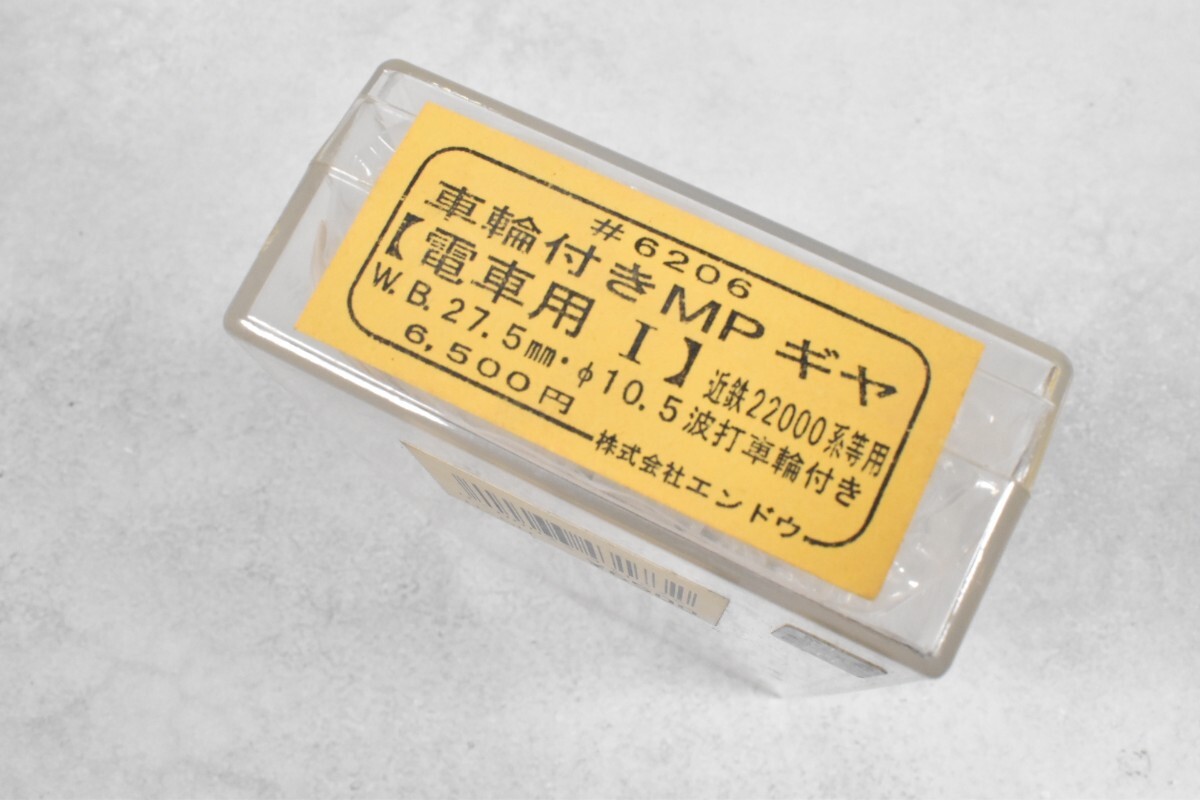 #6206
車輪付きMPギヤ
【電車用 I】近鉄22000系等用
W.B.27.5mm・φ10.5波打車輪付き
6,500円
株式会社エンドウ